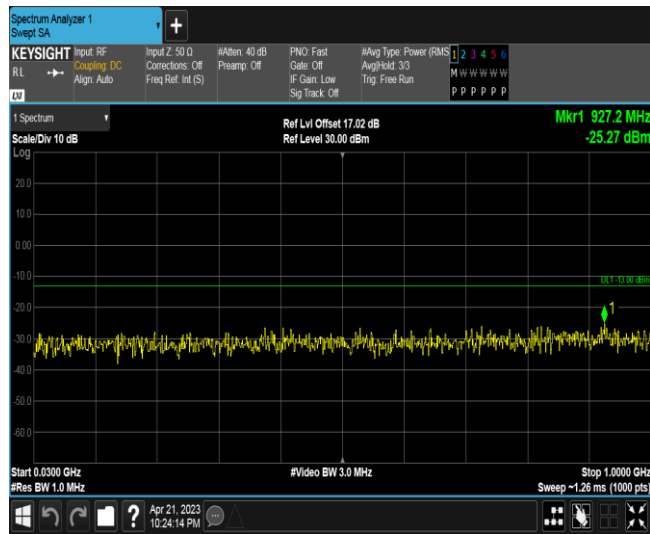 Spectrum Analyzer 1
Swept SA
+
KEYSIGHT
RL
LXI
Input: RF
Coupling: DC
Align: Auto
Input Z: 50 Ω
Corrections: Off
Freq Ref: Int (S)
#Atten: 40 dB
Preamp: Off
PNO: Fast
Gate: Off
IF Gain: Low
Sig Track: Off
#Avg Type: Power (RMS
Avg|Hold: 3/3
Trig: Free Run
1 2 3 4 5 6
M W W W W W
P P P P P P
1 Spectrum
Scale/Div 10 dB
Log
Ref Lvl Offset 17.02 dB
Ref Level 30.00 dBm
Mkr1 927.2 MHz
-25.27 dBm
20.0
10.0
0.00
-10.0
-20.0
-30.0
-40.0
-50.0
-60.0
DL1 -13.00 dBm
1
Start 0.0300 GHz
#Video BW 3.0 MHz
Stop 1.0000 GHz
#Res BW 1.0 MHz
Sweep ~1.26 ms (1000 pts)
?
Apr 21, 2023
10:24:14 PM